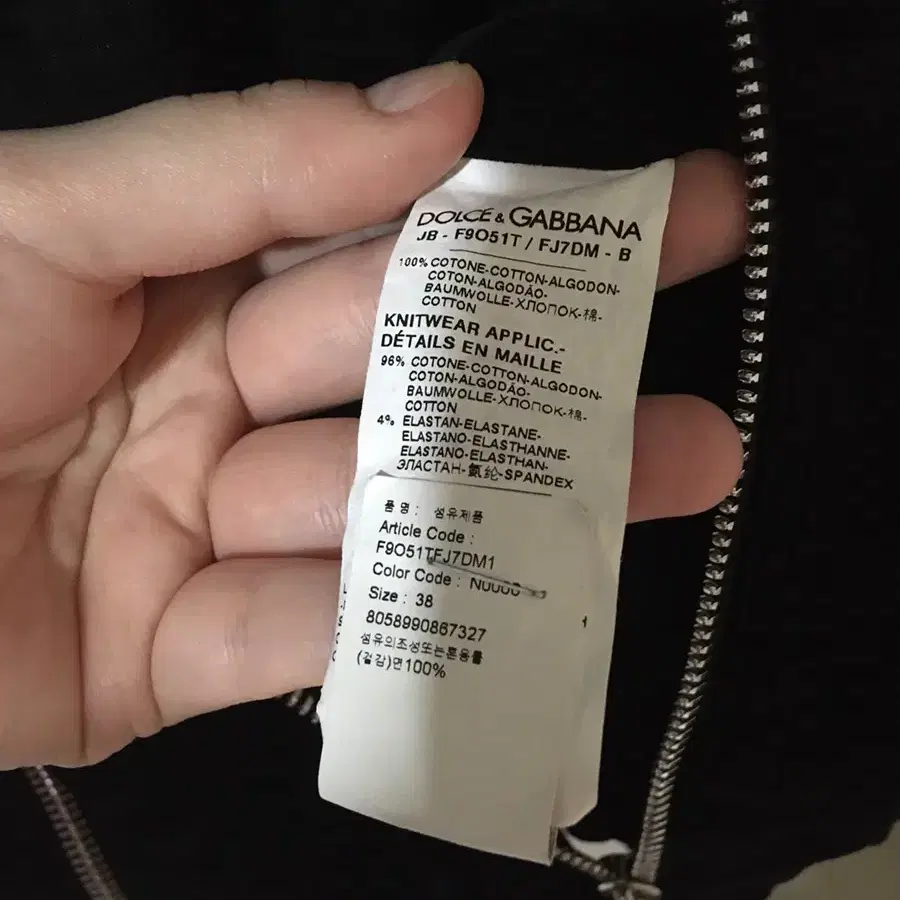 DOLCE & GABBANA
JB - F9O51T / FJ7DM - B
100% COTONE-COTTON-ALGODON-
COTON-ALGODÃO-
BAUMWOLLE-ХЛОПОК-棉-
COTTON
KNITWEAR APPLIC.-
DÉTAILS EN MAILLE
96% COTONE-COTTON-ALGODON-
COTON-ALGODÃO-
BAUMWOLLE-ХЛОПОК-棉-
COTTON
4% ELASTAN-ELASTANE-
ELASTANO-ELASTHANNE-
ELASTANO-ELASTHAN-
ЭЛАСТАН-氨纶-SPANDEX
품 명 : 섬유제품
Article Code :
F9O51TFJ7DM1
Color Code :
Size : 38
8058990867327
섬유의조성또는혼용률
(겉감)면100%